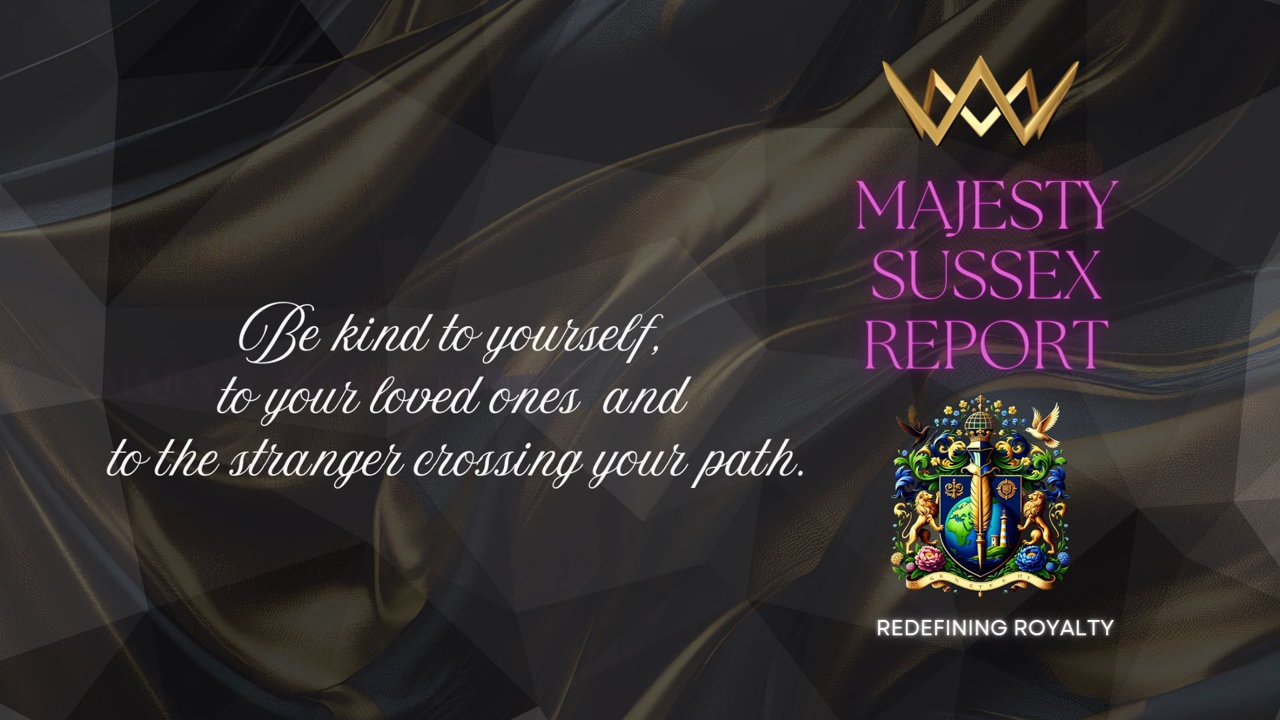 Be kind to yourself,
to your loved ones and
to the stranger crossing your path.
MAJESTY
SUSSEX
REPORT
REDEFINING ROYALTY